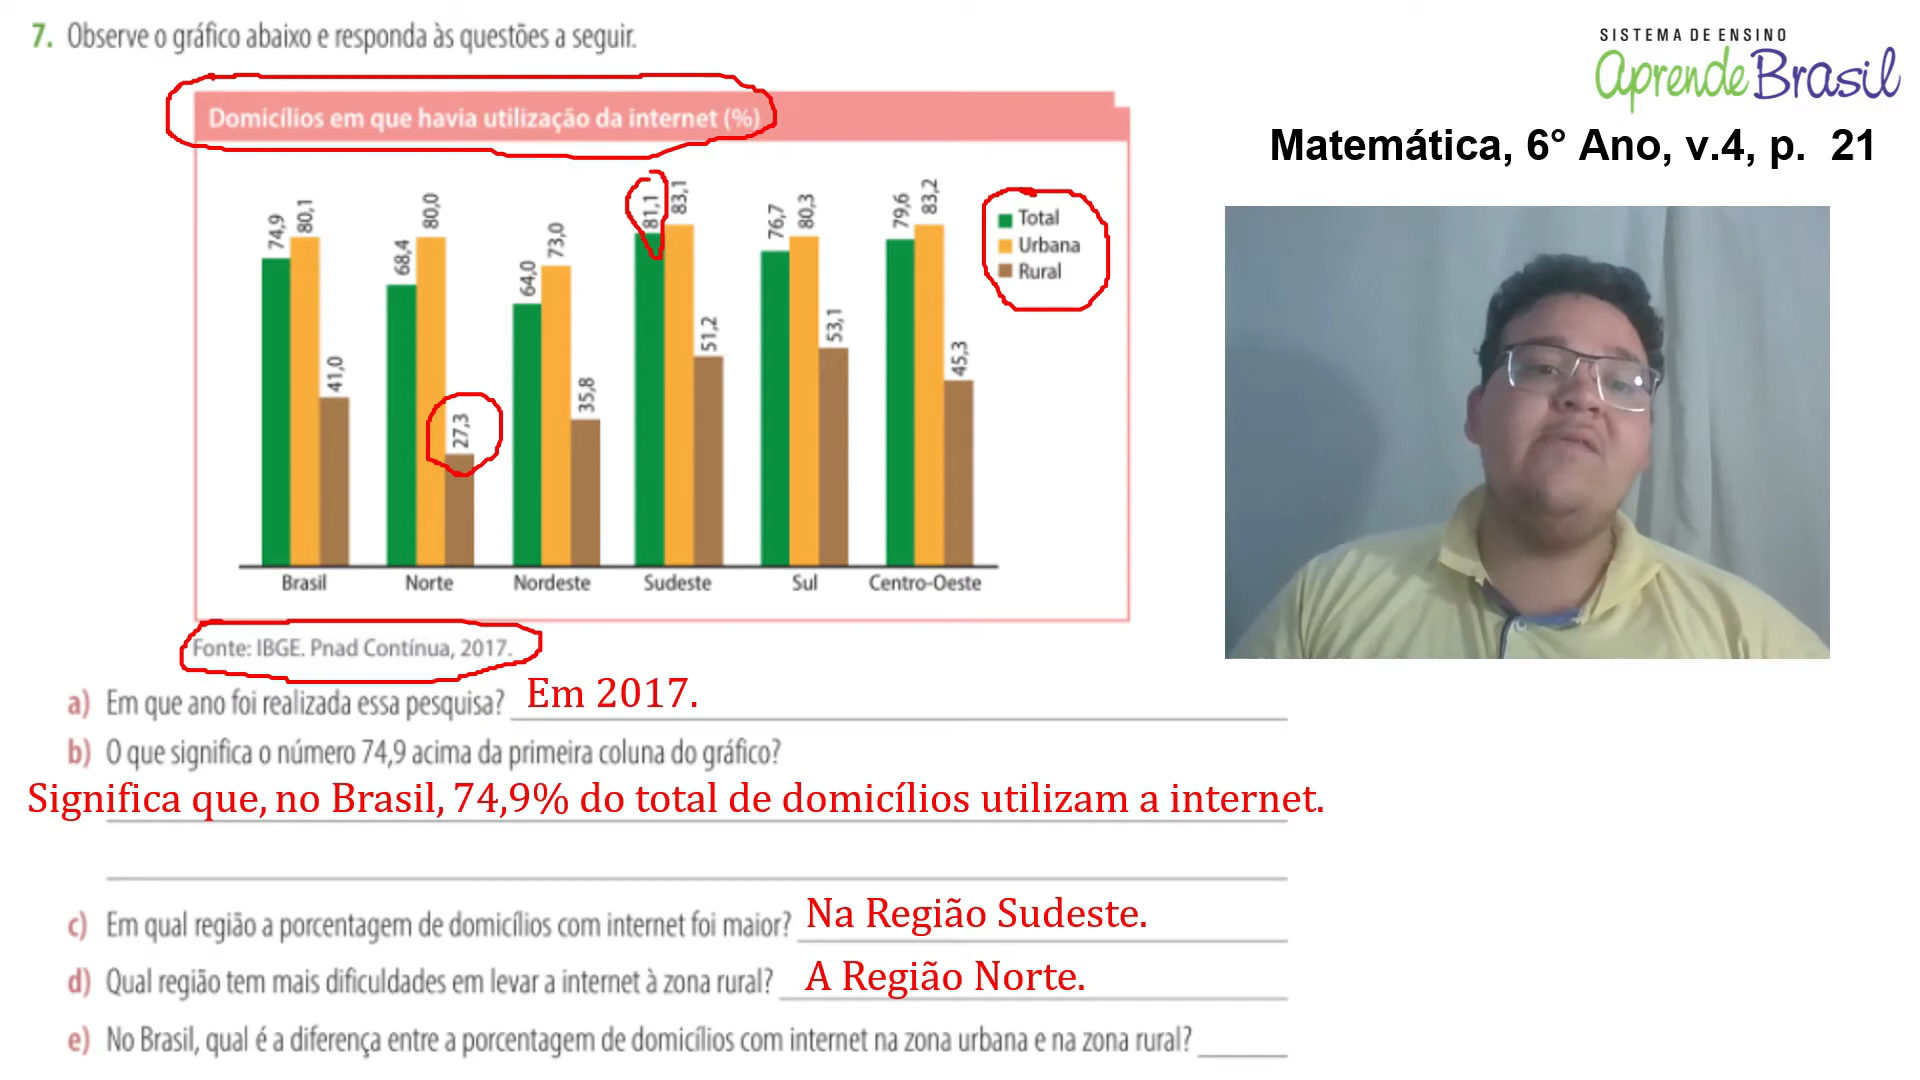 7. Observe o gráfico abaixo e responda às questões a seguir.
SISTEMA DE ENSINO
aprende Brasil
Matemática, 6° Ano, v.4, p. 21
Domicílios em que havia utilização da internet (%)
74,9 80,1 41,0
68,4 80,0 27,3
64,0 73,0 35,8
81,1 83,1 51,2
76,7 80,3 53,1
79,6 83,2 45,3
Total
Urbana
Rural
Brasil Norte Nordeste Sudeste Sul Centro-Oeste
Fonte: IBGE. Pnad Contínua, 2017.
a) Em que ano foi realizada essa pesquisa? Em 2017.
b) O que significa o número 74,9 acima da primeira coluna do gráfico?
Significa que, no Brasil, 74,9% do total de domicílios utilizam a internet.
c) Em qual região a porcentagem de domicílios com internet foi maior? Na Região Sudeste.
d) Qual região tem mais dificuldades em levar a internet à zona rural? A Região Norte.
e) No Brasil, qual é a diferença entre a porcentagem de domicílios com internet na zona urbana e na zona rural?